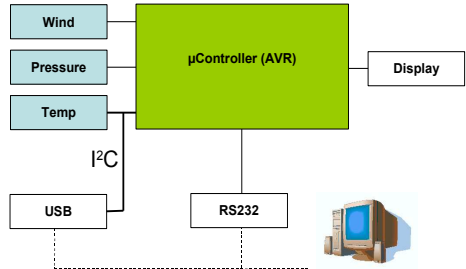 Wind
µController (AVR)
Pressure
Display
Temp
I²C
USB
RS232